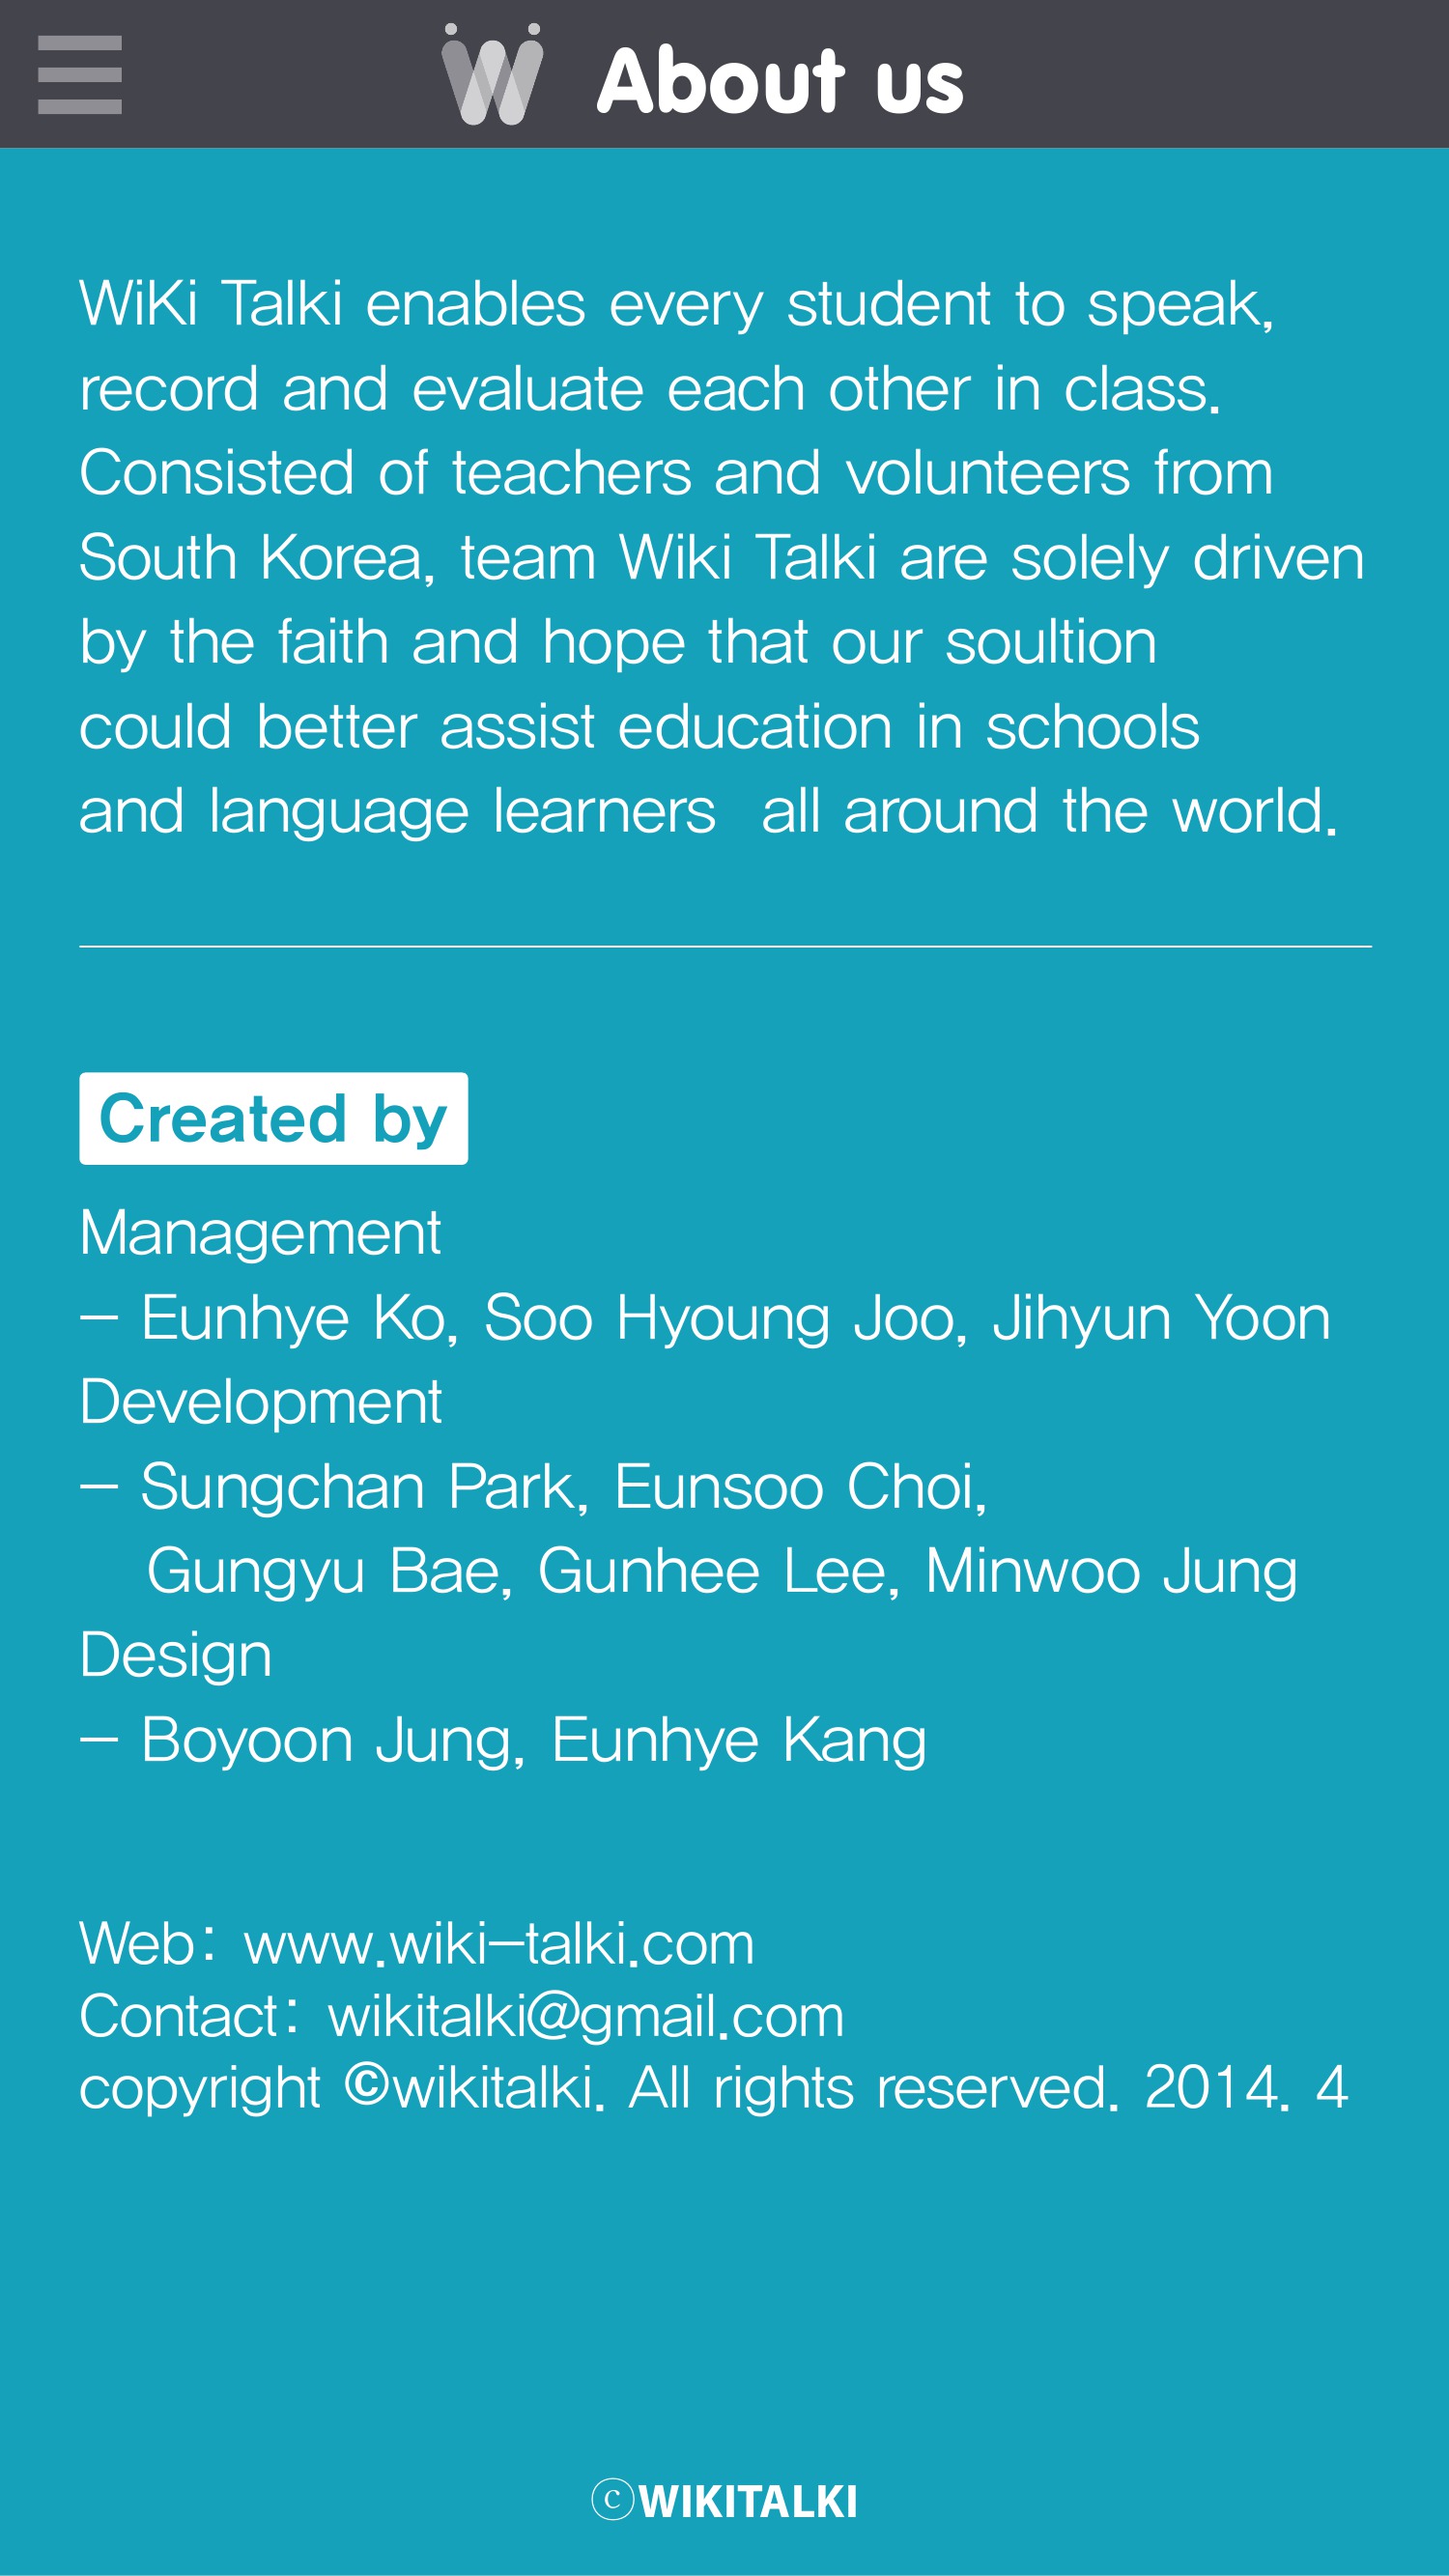 About us
WiKi Talki enables every student to speak,
record and evaluate each other in class.
Consisted of teachers and volunteers from
South Korea, team Wiki Talki are solely driven
by the faith and hope that our soultion
could better assist education in schools
and language learners  all around the world.
Created by
Management
- Eunhye Ko, Soo Hyoung Joo, Jihyun Yoon
Development
- Sungchan Park, Eunsoo Choi,
Gungyu Bae, Gunhee Lee, Minwoo Jung
Design
- Boyoon Jung, Eunhye Kang
Web: www.wiki-talki.com
Contact: wikitalki@gmail.com
copyright ©wikitalki. All rights reserved. 2014. 4
ⓒWIKITALKI